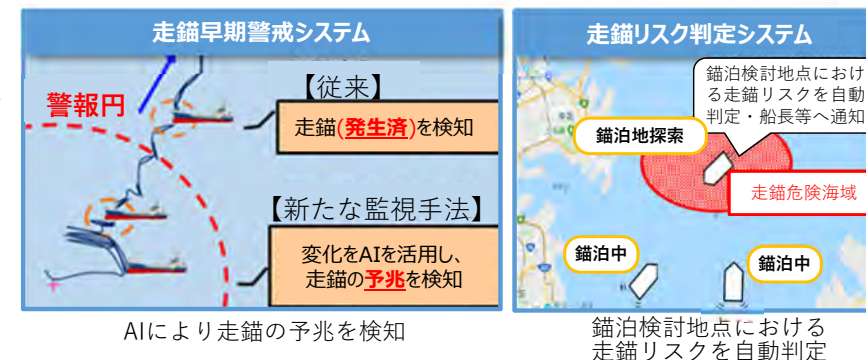 走錨早期警戒システム
警報円
【従来】
走錨(発生済)を検知
【新たな監視手法】
変化をAIを活用し、
走錨の予兆を検知
AIにより走錨の予兆を検知
走錨リスク判定システム
錨泊検討地点におけ
る走錨リスクを自動
判定・船長等へ通知
錨泊地探索
走錨危険海域
錨泊中
錨泊中
錨泊検討地点における
走錨リスクを自動判定